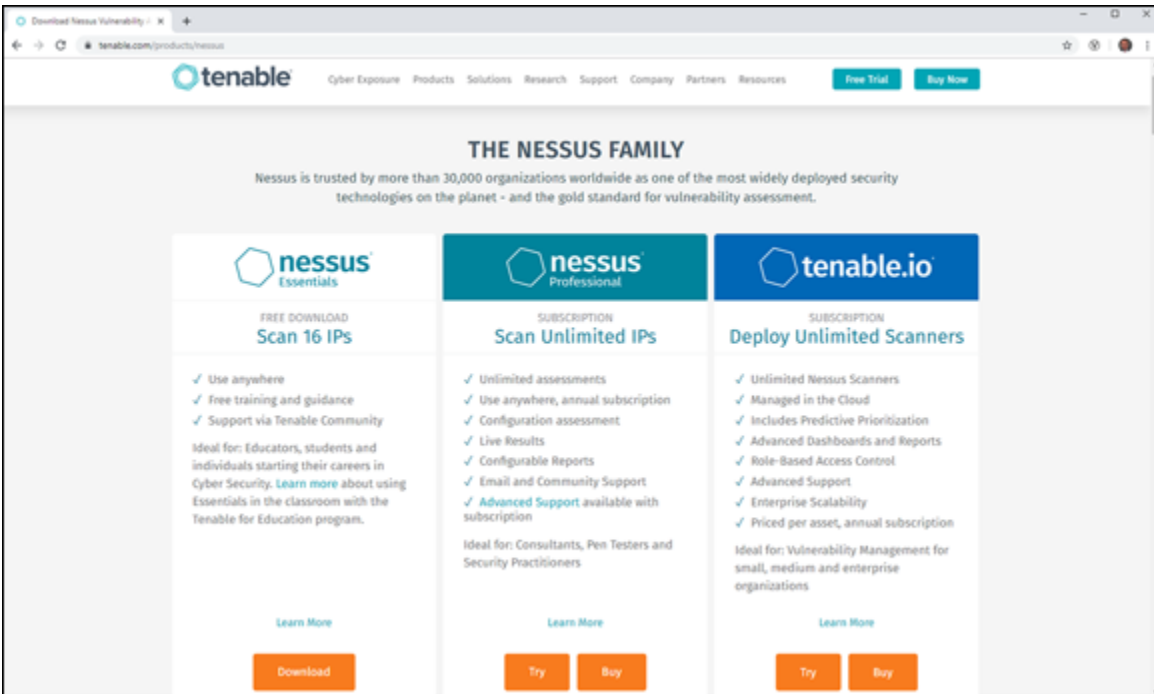 Download Nessus Vulnerability
tenable.com/products/nessus
tenable
Cyber Exposure Products Solutions Research Support Company Partners Resources Free Trial Buy Now
THE NESSUS FAMILY
Nessus is trusted by more than 30,000 organizations worldwide as one of the most widely deployed security
technologies on the planet - and the gold standard for vulnerability assessment.
nessus
Essentials
FREE DOWNLOAD
Scan 16 IPs
✓ Use anywhere
✓ Free training and guidance
✓ Support via Tenable Community
Ideal for: Educators, students and
individuals starting their careers in
Cyber Security. Learn more about using
Essentials in the classroom with the
Tenable for Education program.
Learn More
Download
nessus
Professional
SUBSCRIPTION
Scan Unlimited IPs
✓ Unlimited assessments
✓ Use anywhere, annual subscription
✓ Configuration assessment
✓ Live Results
✓ Configurable Reports
✓ Email and Community Support
✓ Advanced Support available with
subscription
Ideal for: Consultants, Pen Testers and
Security Practitioners
Learn More
Try Buy
tenable.io
SUBSCRIPTION
Deploy Unlimited Scanners
✓ Unlimited Nessus Scanners
✓ Managed in the Cloud
✓ Includes Predictive Prioritization
✓ Advanced Dashboards and Reports
✓ Role-Based Access Control
✓ Advanced Support
✓ Enterprise Scalability
✓ Priced per asset, annual subscription
Ideal for: Vulnerability Management for
small, medium and enterprise
organizations
Learn More
Try Buy